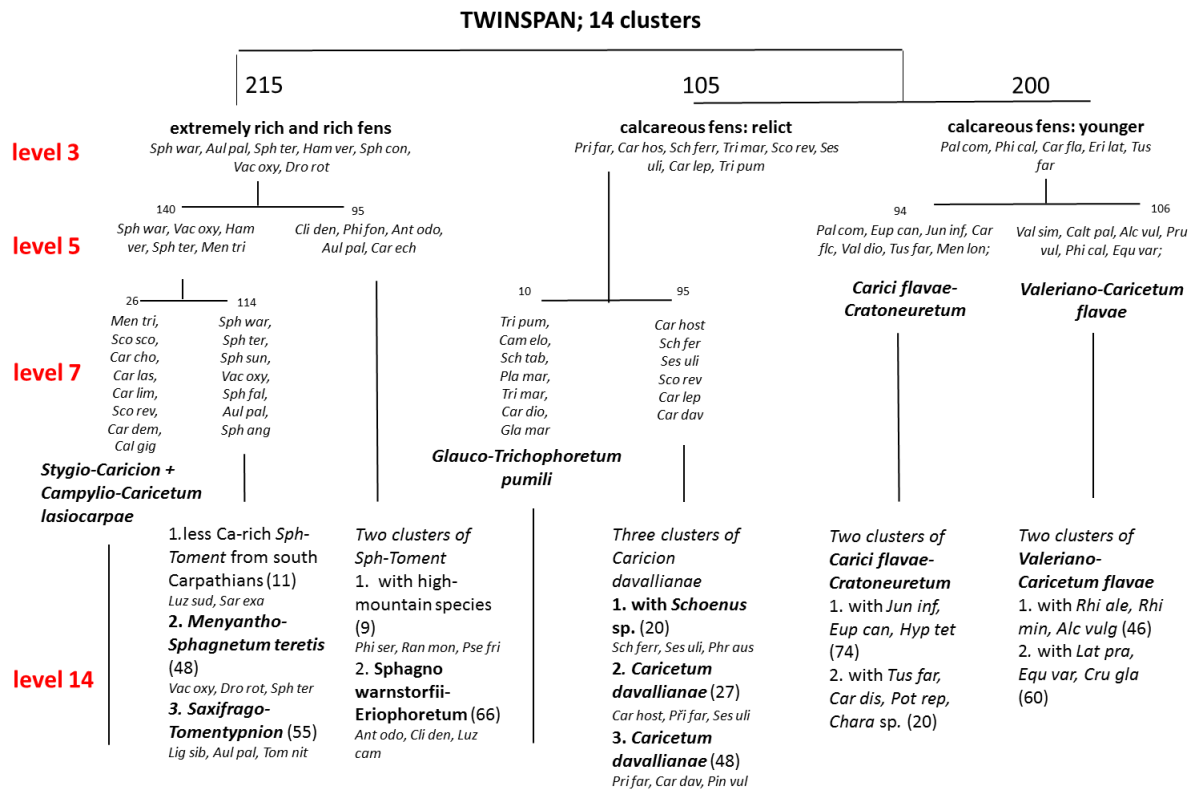 TWINSPAN; 14 clusters
215
105
200
level 3
extremely rich and rich fens
Sph war, Aul pal, Sph ter, Ham ver, Sph con,
Vac oxy, Dro rot
calcareous fens: relict
Pri far, Car hos, Sch ferr, Tri mar, Sco rev, Ses
uli, Car lep, Tri pum
calcareous fens: younger
Pal com, Phi cal, Car fla, Eri lat, Tus
far
level 5
140
Sph war, Vac oxy, Ham
ver, Sph ter, Men tri
95
Cli den, Phi fon, Ant odo,
Aul pal, Car ech
94
Pal com, Eup can, Jun inf, Car
flc, Val dio, Tus far, Men lon;
Carici flavae-
Cratoneuretum
106
Val sim, Calt pal, Alc vul, Pru
vul, Phi cal, Equ var;
Valeriano-Caricetum
flavae
level 7
26
Men tri,
Sco sco,
Car cho,
Car las,
Car lim,
Sco rev,
Car dem,
Cal gig
Stygio-Caricion +
Campylio-Caricetum
lasiocarpae
114
Sph war,
Sph ter,
Sph sun,
Vac oxy,
Sph fal,
Aul pal,
Sph ang
10
Tri pum,
Cam elo,
Sch tab,
Pla mar,
Tri mar,
Car dio,
Gla mar
Glauco-Trichophoretum
pumili
95
Car host
Sch fer
Ses uli
Sco rev
Car lep
Car dav
level 14
1.less Ca-rich Sph-
Toment from south
Carpathians (11)
Luz sud, Sar exa
2. Menyantho-
Sphagnetum teretis
(48)
Vac oxy, Dro rot, Sph ter
3. Saxifrago-
Tomentypnion (55)
Lig sib, Aul pal, Tom nit
Two clusters of
Sph-Toment
1. with high-
mountain species
(9)
Phi ser, Ran mon, Pse fri
2. Sphagno
warnstorfii-
Eriophoretum (66)
Ant odo, Cli den, Luz
cam
Three clusters of
Caricion
davallianae
1. with Schoenus
sp. (20)
Sch ferr, Ses uli, Phr aus
2. Caricetum
davallianae (27)
Car host, Při far, Ses uli
3. Caricetum
davallianae (48)
Pri far, Car dav, Pin vul
Two clusters of
Carici flavae-
Cratoneuretum
1. with Jun inf,
Eup can, Hyp tet
(74)
2. with Tus far,
Car dis, Pot rep,
Chara sp. (20)
Two clusters of
Valeriano-
Caricetum flavae
1. with Rhi ale, Rhi
min, Alc vulg (46)
2. with Lat pra,
Equ var, Cru gla
(60)